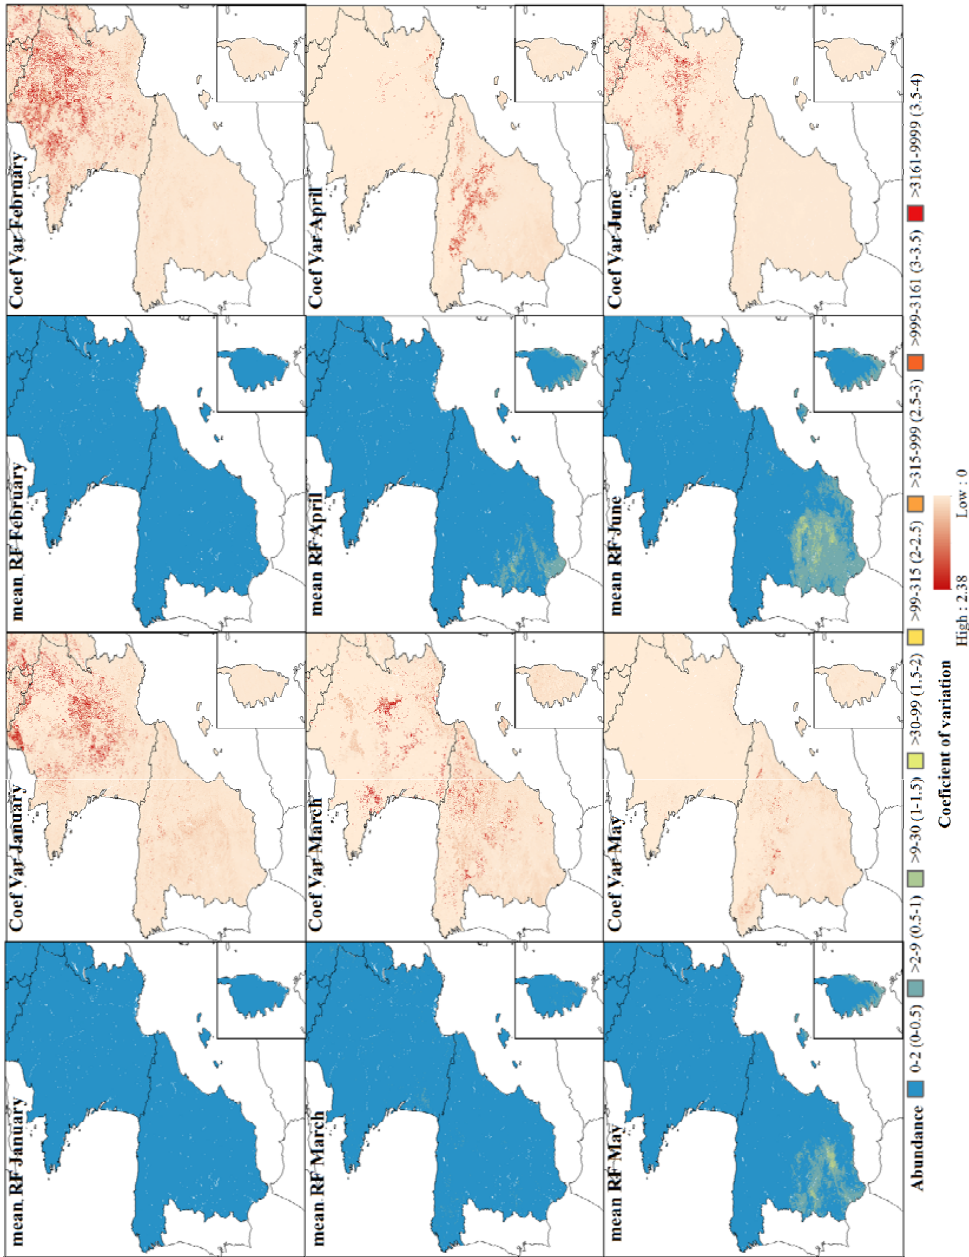 mean RF January
Coef Var January
mean RF February
Coef Var February
mean RF March
Coef Var March
mean RF April
Coef Var April
mean RF May
Coef Var May
mean RF June
Coef Var June
Abundance 0-2 (0-0.5) >2-9 (0.5-1) >9-30 (1-1.5) >30-99 (1.5-2) >99-315 (2-2.5) >315-999 (2.5-3) >999-3161 (3-3.5) >3161-9999 (3.5-4)
Coeficient of variation
High : 2.38 Low : 0